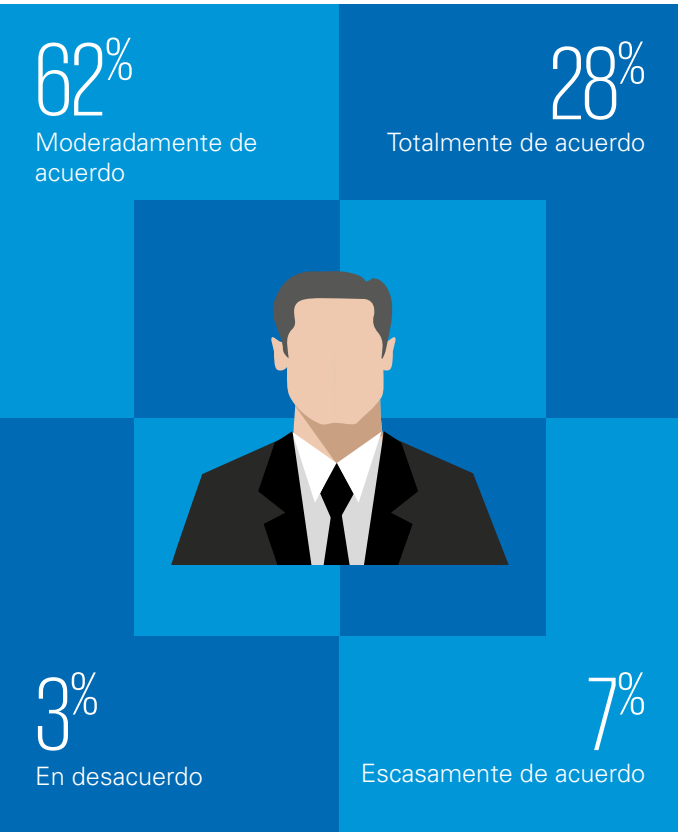 62%
Moderadamente de
acuerdo
28%
Totalmente de acuerdo
3%
En desacuerdo
7%
Escasamente de acuerdo